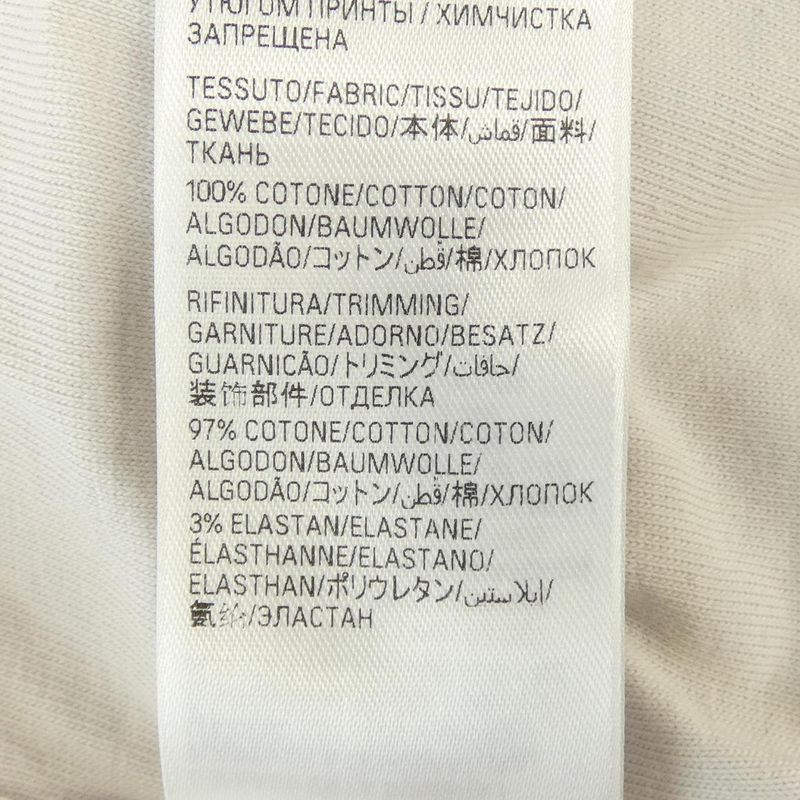 УТЮГОМ ПРИНТЫ / ХИМЧИСТКА
ЗАПРЕЩЕНА
TESSUTO/FABRIC/TISSU/TEJIDO/
GEWEBE/TECIDO/本体/قماش/面料/
ТКАНЬ
100% COTONE/COTTON/COTON/
ALGODON/BAUMWOLLE/
ALGODÃO/コットン/قطن/棉/ХЛОПОК
RIFINITURA/TRIMMING/
GARNITURE/ADORNO/BESATZ/
GUARNICÃO/トリミング/حافات/
装饰部件/ОТДЕЛКА
97% COTONE/COTTON/COTON/
ALGODON/BAUMWOLLE/
ALGODÃO/コットン/قطن/棉/ХЛОПОК
3% ELASTAN/ELASTANE/
ÉLASTHANNE/ELASTANO/
ELASTHAN/ポリウレタン/إيلاستين/
氨纶/ЭЛАСТАН